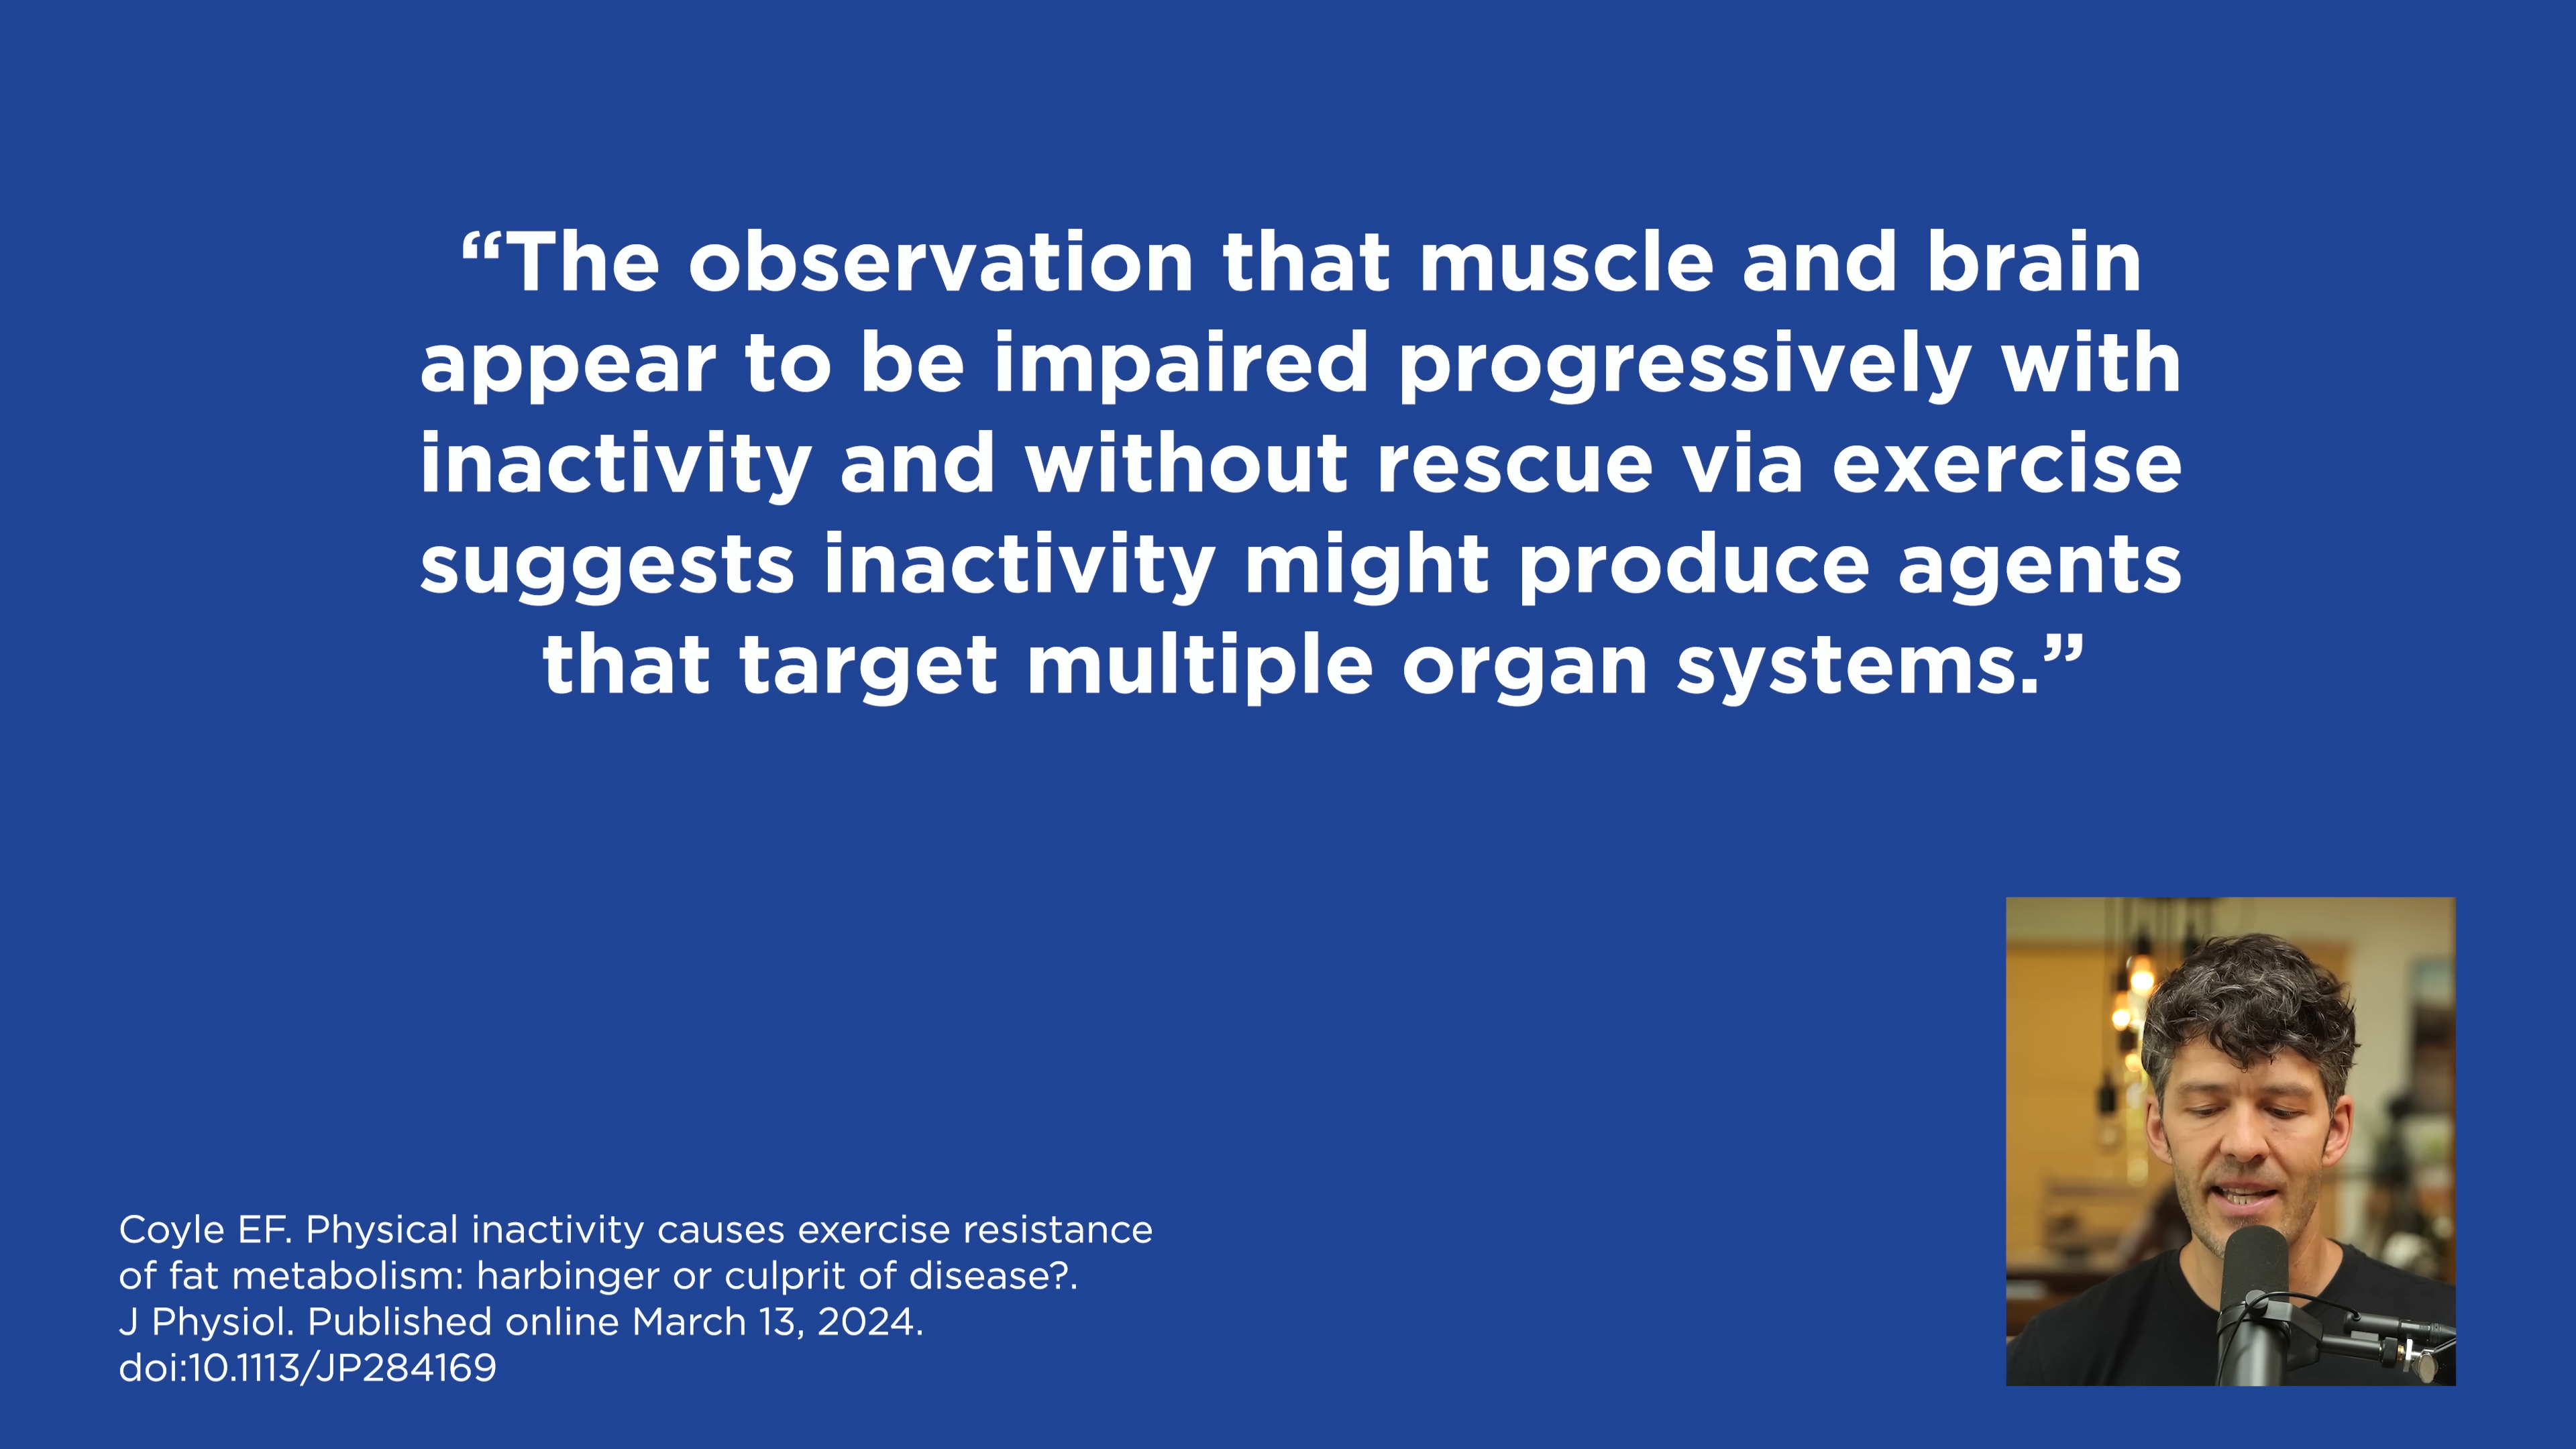 “The observation that muscle and brain
appear to be impaired progressively with
inactivity and without rescue via exercise
suggests inactivity might produce agents
that target multiple organ systems.”
Coyle EF. Physical inactivity causes exercise resistance
of fat metabolism: harbinger or culprit of disease?.
J Physiol. Published online March 13, 2024.
doi:10.1113/JP284169